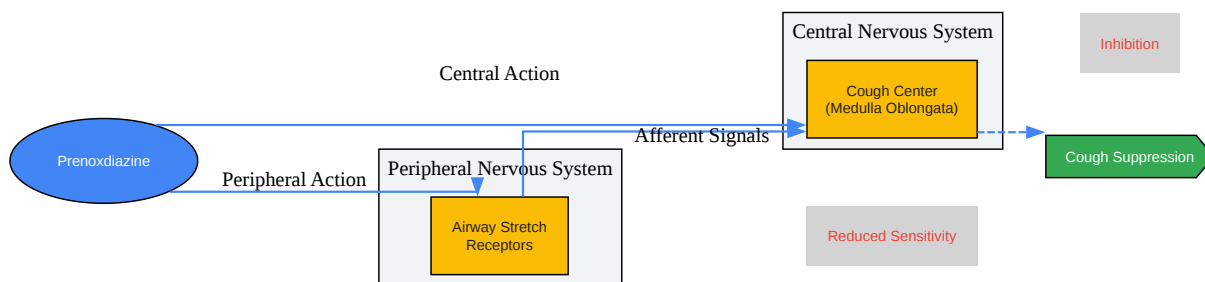 Central Nervous System
Inhibition
Central Action
Cough Center
(Medulla Oblongata)
Afferent Signals
Prenoxdiazine
Cough Suppression
Peripheral Nervous System
Peripheral Action
Airway Stretch
Receptors
Reduced Sensitivity